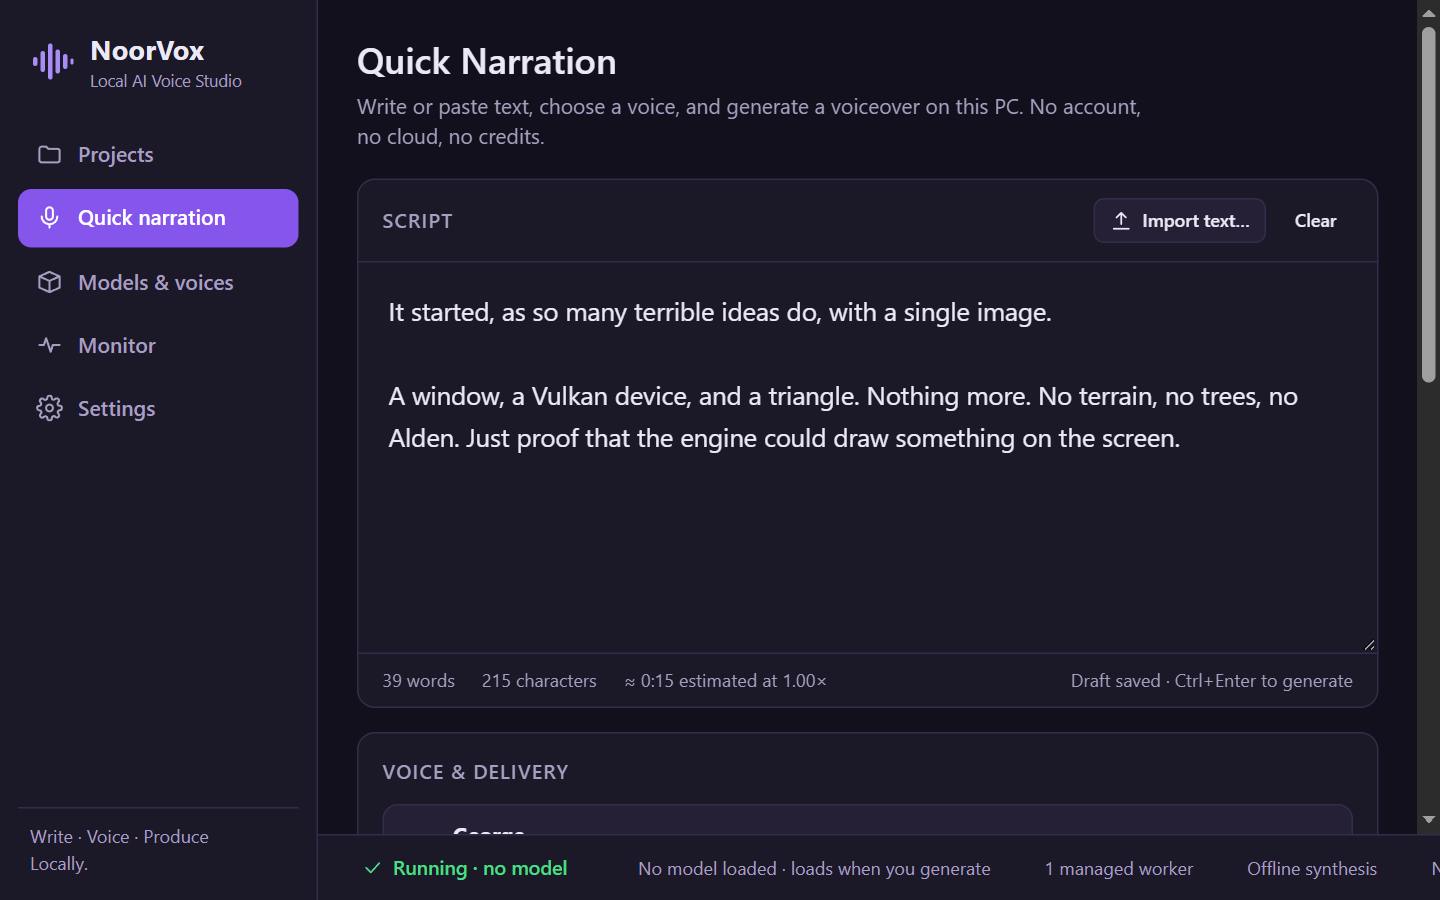 NoorVox
Local AI Voice Studio
Projects
Quick narration
Models & voices
Monitor
Settings
Write · Voice · Produce
Locally.
Quick Narration
Write or paste text, choose a voice, and generate a voiceover on this PC. No account,
no cloud, no credits.
SCRIPT
Import text...
Clear
It started, as so many terrible ideas do, with a single image.
A window, a Vulkan device, and a triangle. Nothing more. No terrain, no trees, no
Alden. Just proof that the engine could draw something on the screen.
39 words
215 characters
≈ 0:15 estimated at 1.00×
Draft saved · Ctrl+Enter to generate
VOICE & DELIVERY
Running · no model
No model loaded · loads when you generate
1 managed worker
Offline synthesis